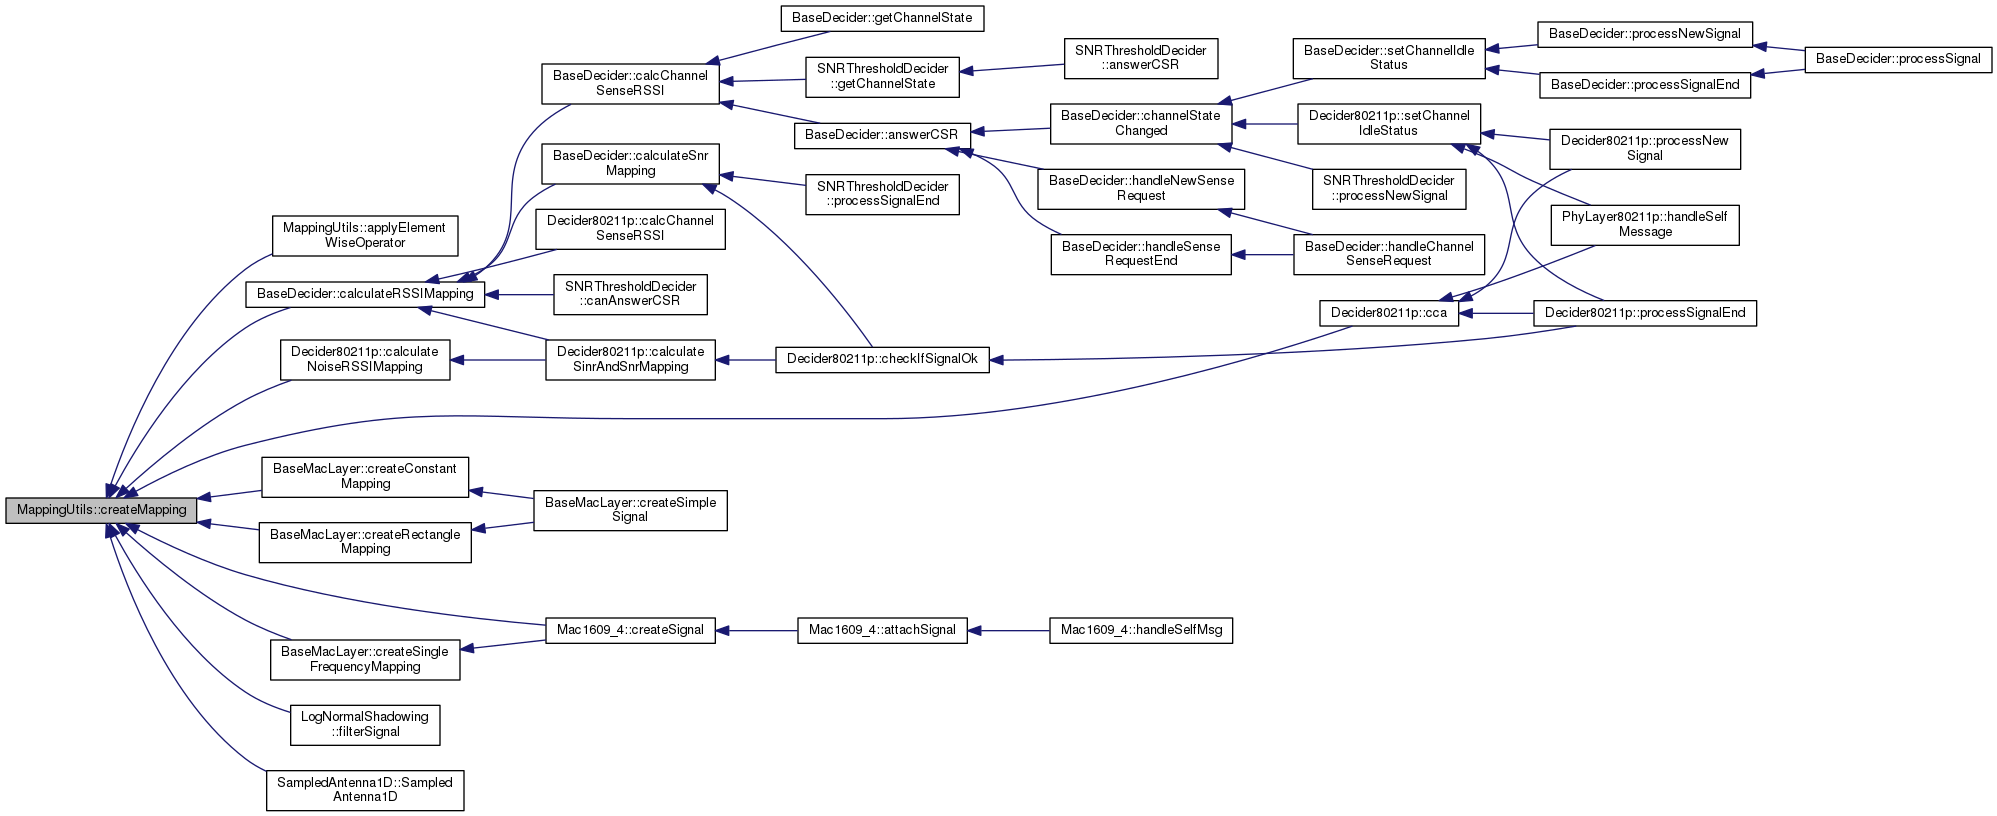 MappingUtils::createMapping
MappingUtils::applyElement
WiseOperator
BaseDecider::calculateRSSIMapping
Decider80211p::calculate
NoiseRSSIMapping
BaseMacLayer::createConstant
Mapping
BaseMacLayer::createRectangle
Mapping
BaseMacLayer::createSingle
FrequencyMapping
LogNormalShadowing
::filterSignal
SampledAntenna1D::Sampled
Antenna1D
BaseDecider::calcChannel
SenseRSSI
BaseDecider::calculateSnr
Mapping
Decider80211p::calcChannel
SenseRSSI
SNRThresholdDecider
::canAnswerCSR
Decider80211p::calculate
SinrAndSnrMapping
BaseMacLayer::createSimple
Signal
Mac1609_4::createSignal
BaseDecider::getChannelState
SNRThresholdDecider
::getChannelState
BaseDecider::answerCSR
SNRThresholdDecider
::processSignalEnd
Decider80211p::checkIfSignalOk
Mac1609_4::attachSignal
SNRThresholdDecider
::answerCSR
BaseDecider::channelState
Changed
BaseDecider::handleNewSense
Request
BaseDecider::handleSense
RequestEnd
Mac1609_4::handleSelfMsg
BaseDecider::setChannelIdle
Status
Decider80211p::setChannel
IdleStatus
SNRThresholdDecider
::processNewSignal
BaseDecider::handleChannel
SenseRequest
Decider80211p::cca
BaseDecider::processNewSignal
BaseDecider::processSignalEnd
Decider80211p::processNew
Signal
PhyLayer80211p::handleSelf
Message
Decider80211p::processSignalEnd
BaseDecider::processSignal